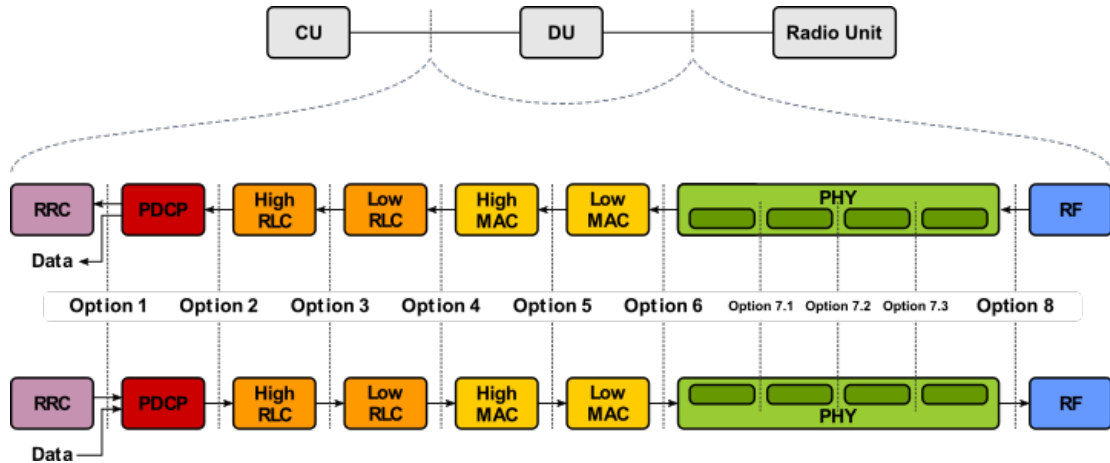 CU
DU
Radio Unit
RRC
PDCP
High
RLC
Low
RLC
High
MAC
Low
MAC
PHY
RF
Data
Option 1
Option 2
Option 3
Option 4
Option 5
Option 6
Option 7.1
Option 7.2
Option 7.3
Option 8
RRC
PDCP
High
RLC
Low
RLC
High
MAC
Low
MAC
PHY
RF
Data